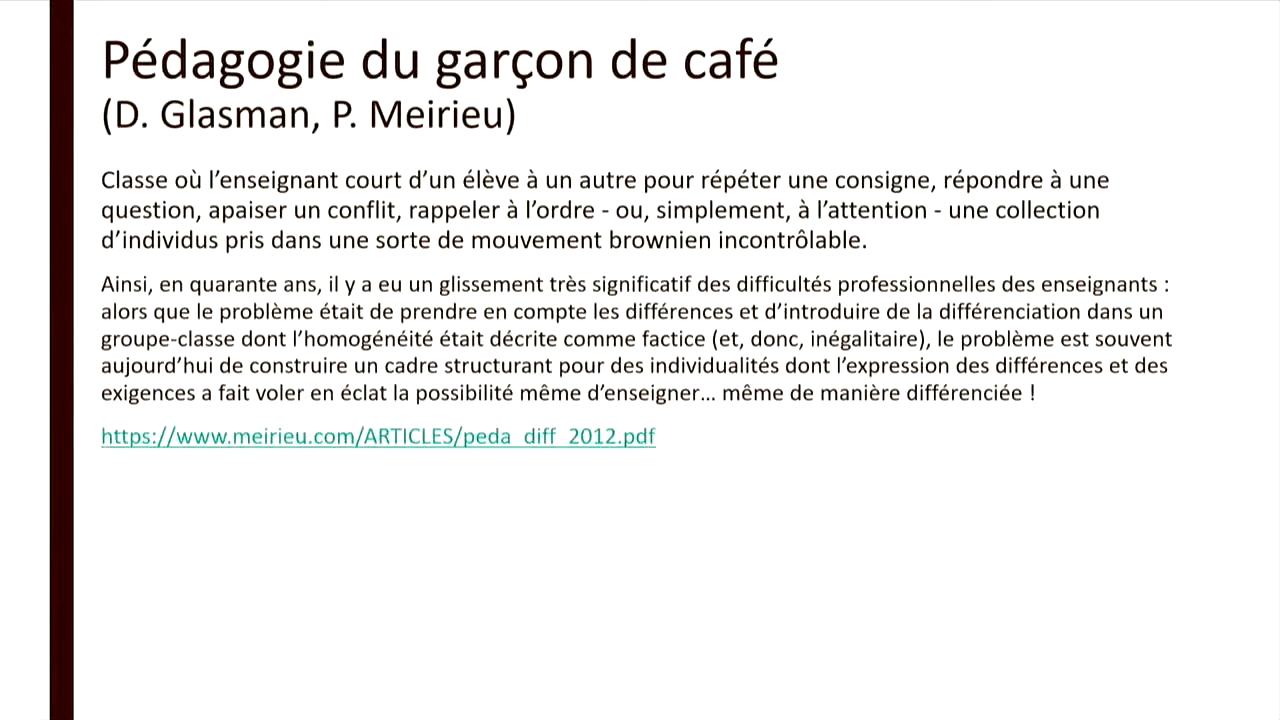 Pédagogie du garçon de café
(D. Glasman, P. Meirieu)
Classe où l’enseignant court d’un élève à un autre pour répéter une consigne, répondre à une
question, apaiser un conflit, rappeler à l’ordre - ou, simplement, à l’attention - une collection
d’individus pris dans une sorte de mouvement brownien incontrôlable.
Ainsi, en quarante ans, il y a eu un glissement très significatif des difficultés professionnelles des enseignants :
alors que le problème était de prendre en compte les différences et d’introduire de la différenciation dans un
groupe-classe dont l’homogénéité était décrite comme factice (et, donc, inégalitaire), le problème est souvent
aujourd’hui de construire un cadre structurant pour des individualités dont l’expression des différences et des
exigences a fait voler en éclat la possibilité même d’enseigner… même de manière différenciée !
https://www.meirieu.com/ARTICLES/peda_diff_2012.pdf